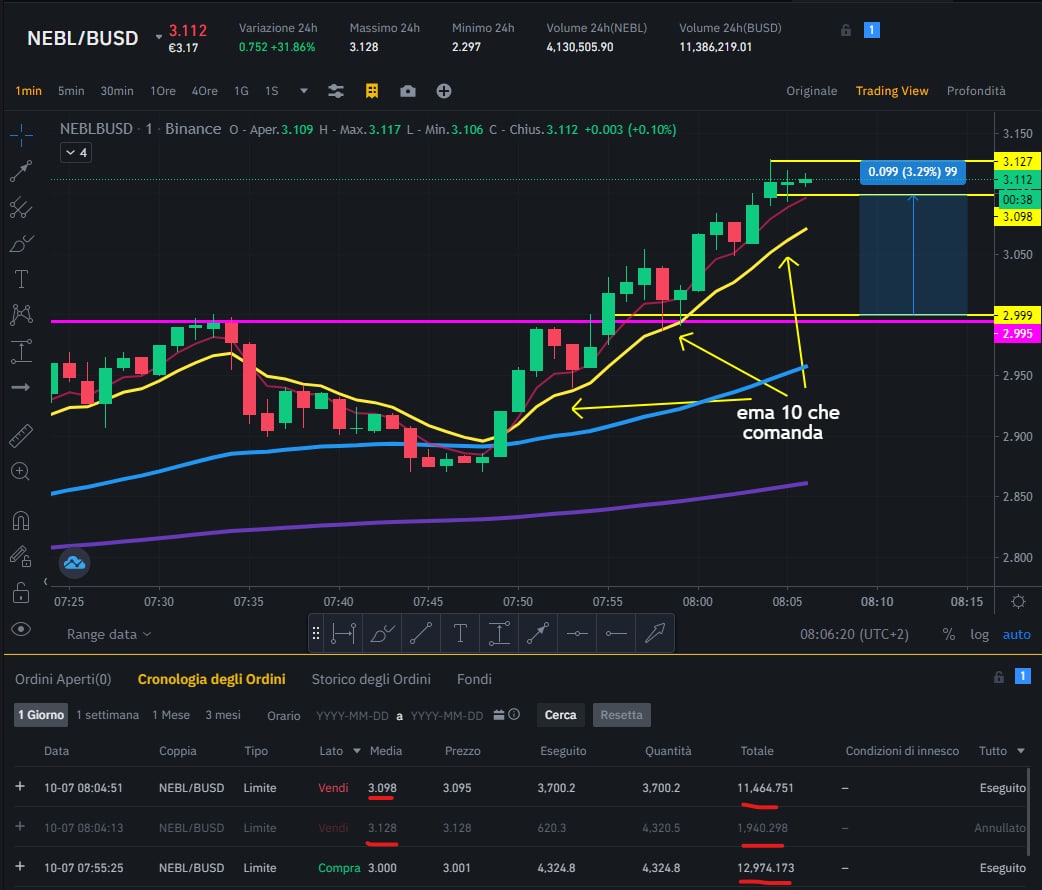 NEBL/BUSD
3.112
€3.17
Variazione 24h
0.752 +31.86%
Massimo 24h
3.128
Minimo 24h
2.297
Volume 24h(NEBL)
4,130,505.90
Volume 24h(BUSD)
11,386,219.01
1
1min 5min 30min 1Ore 4Ore 1G 1S
Originale Trading View Profondità
NEBLBUSD · 1 · Binance O - Aper.3.109 H - Max.3.117 L - Min.3.106 C - Chius.3.112 +0.003 (+0.10%)
4
3.150
3.127
0.099 (3.29%) 99
3.112
00:38
3.098
3.050
2.999
2.995
2.950
2.900
2.850
2.800
ema 10 che
comanda
07:25 07:30 07:35 07:40 07:45 07:50 07:55 08:00 08:05 08:10 08:15
Range data
08:06:20 (UTC+2) % log auto
Ordini Aperti(0) Cronologia degli Ordini Storico degli Ordini Fondi
1
1 Giorno 1 settimana 1 Mese 3 mesi Orario YYYY-MM-DD a YYYY-MM-DD Cerca Resetta
Data Coppia Tipo Lato Media Prezzo Eseguito Quantità Totale Condizioni di innesco Tutto
+ 10-07 08:04:51 NEBL/BUSD Limite Vendi 3.098 3.095 3,700.2 3,700.2 11,464.751 – Eseguito
+ 10-07 08:04:13 NEBL/BUSD Limite Vendi 3.128 3.128 620.3 4,320.5 1,940.298 – Annullato
+ 10-07 07:55:25 NEBL/BUSD Limite Compra 3.000 3.001 4,324.8 4,324.8 12,974.173 – Eseguito